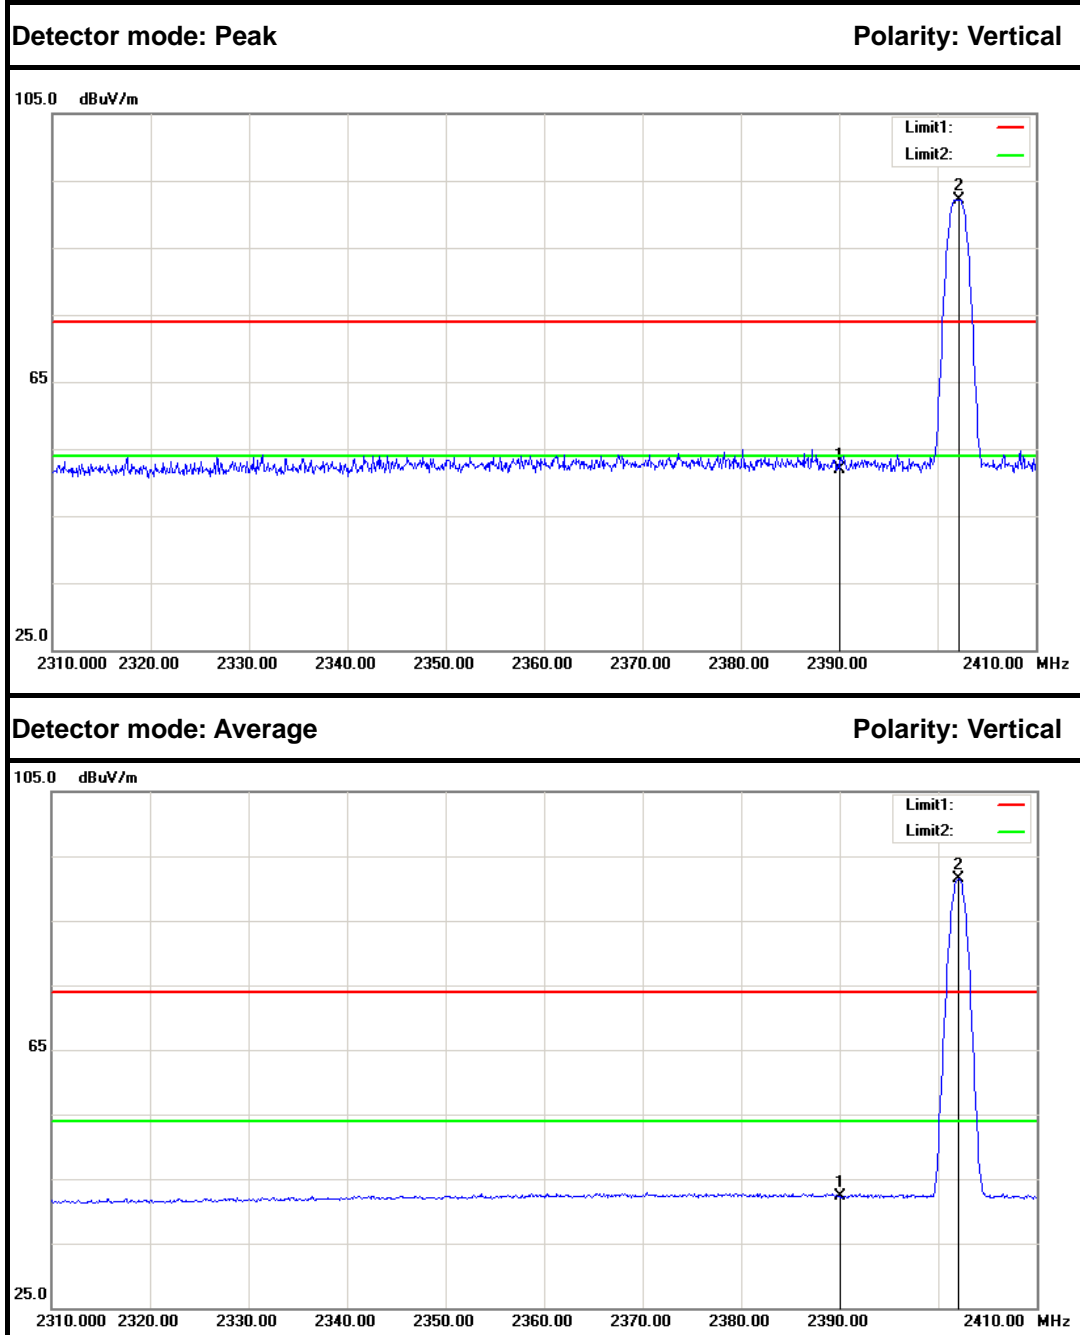 Detector mode: Peak Polarity: Vertical
105.0 dBuV/m
Limit1:
Limit2:
2
65
1
25.0
2310.000 2320.00 2330.00 2340.00 2350.00 2360.00 2370.00 2380.00 2390.00 2410.00 MHz
Detector mode: Average Polarity: Vertical
105.0 dBuV/m
Limit1:
Limit2:
2
65
1
25.0
2310.000 2320.00 2330.00 2340.00 2350.00 2360.00 2370.00 2380.00 2390.00 2410.00 MHz